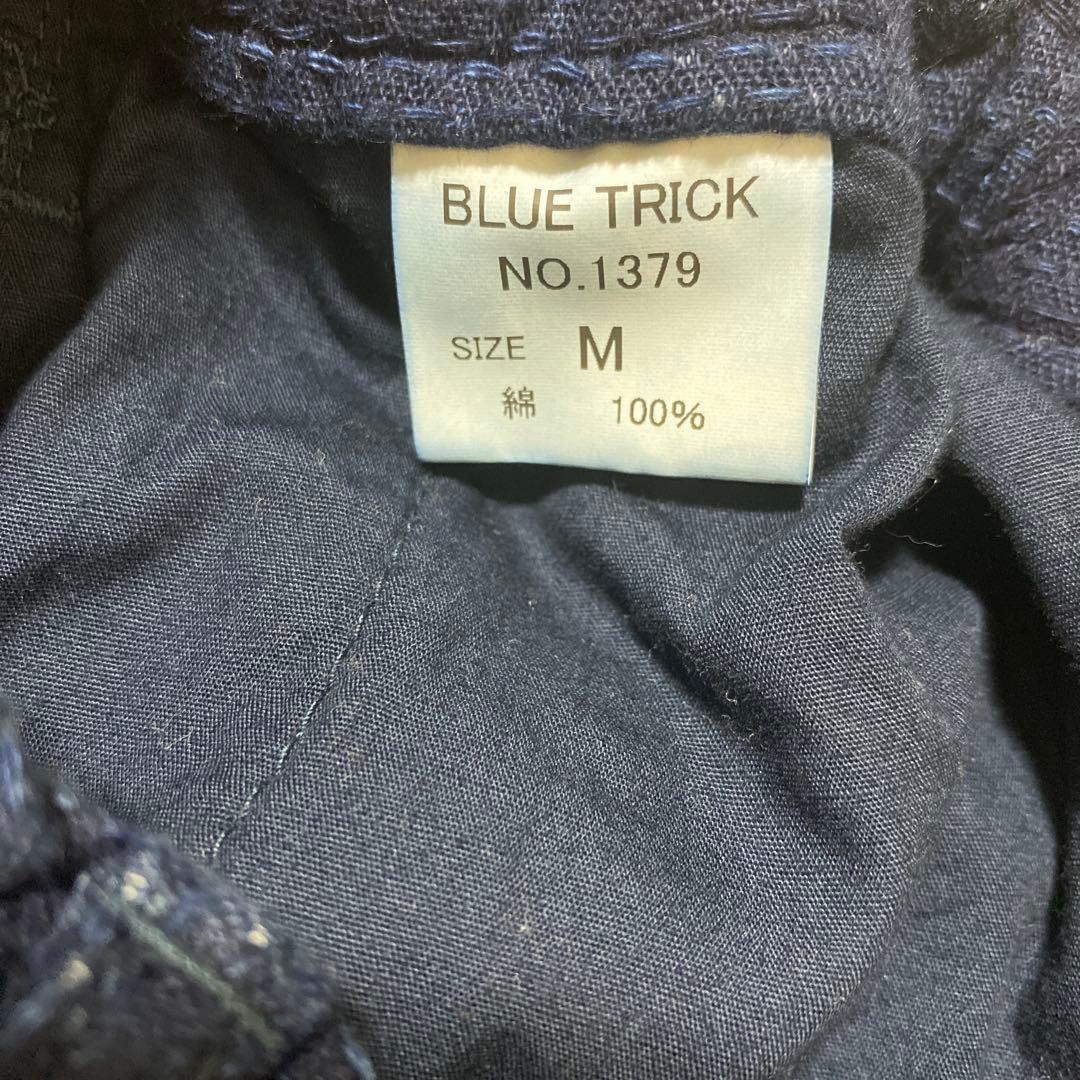 BLUE TRICK
NO.1379
SIZE M
綿 100%